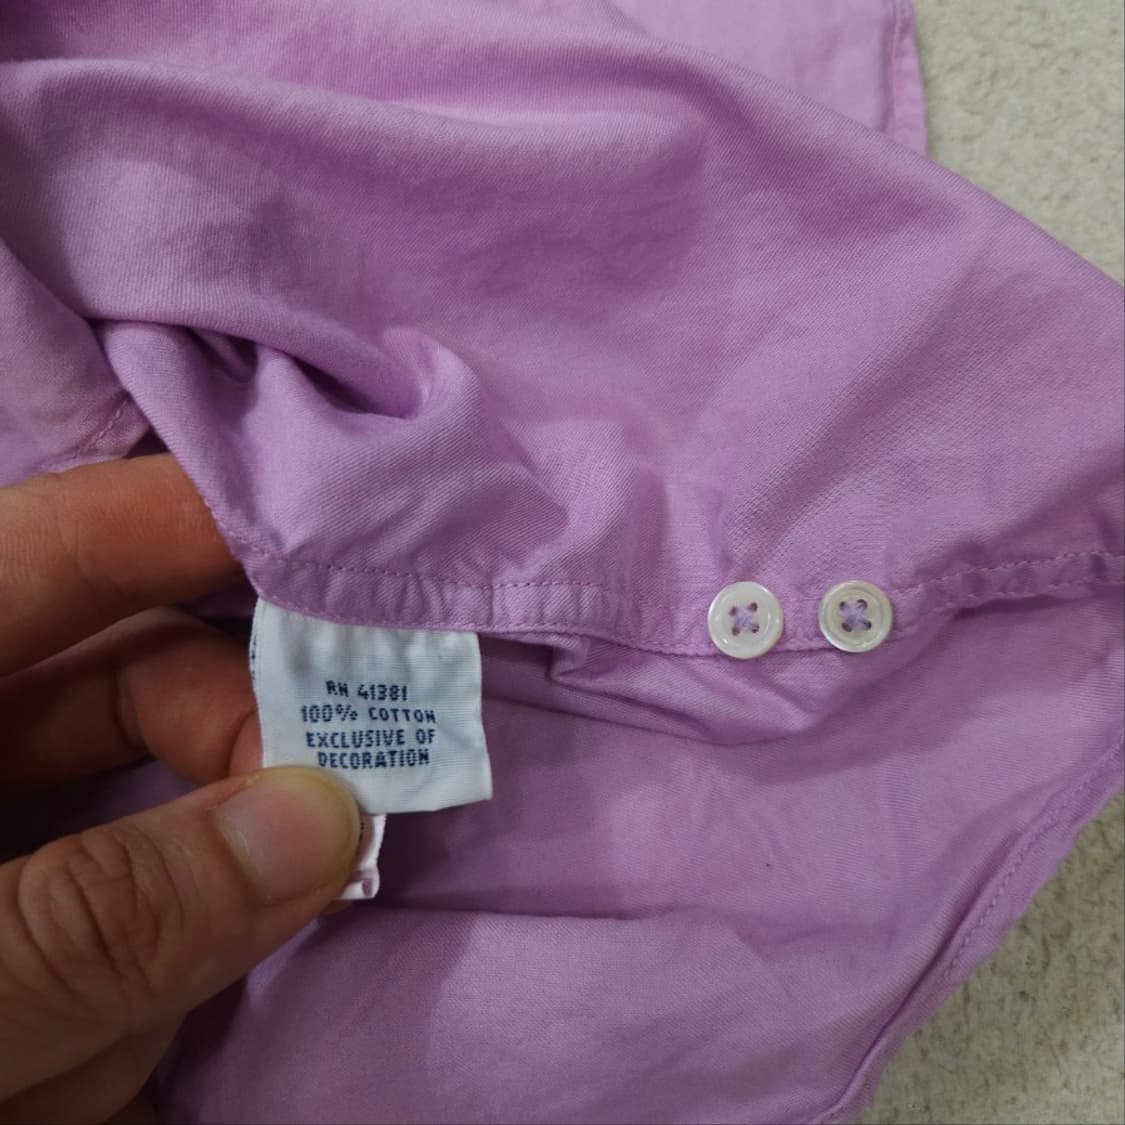 RN 41381
100% COTTON
EXCLUSIVE OF
DECORATION